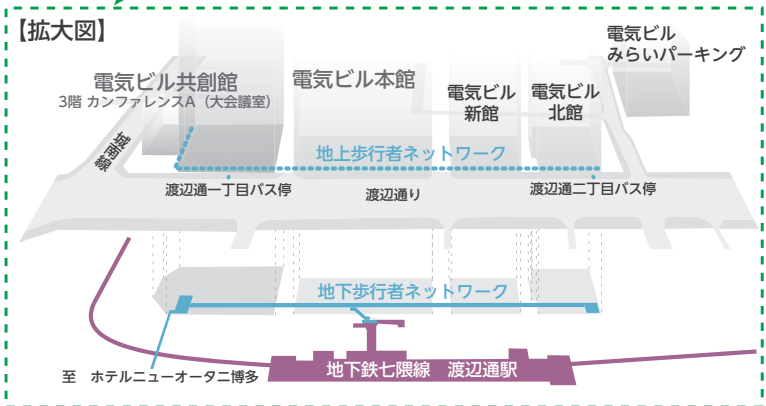 【拡大図】
電気ビル
みらいパーキング
電気ビル共創館
3階 カンファレンスA（大会議室）
電気ビル本館
電気ビル
新館
電気ビル
北館
城南線
地上歩行者ネットワーク
渡辺通一丁目バス停
渡辺通り
渡辺通二丁目バス停
地下歩行者ネットワーク
地下鉄七隈線　渡辺通駅
至　ホテルニューオータニ博多